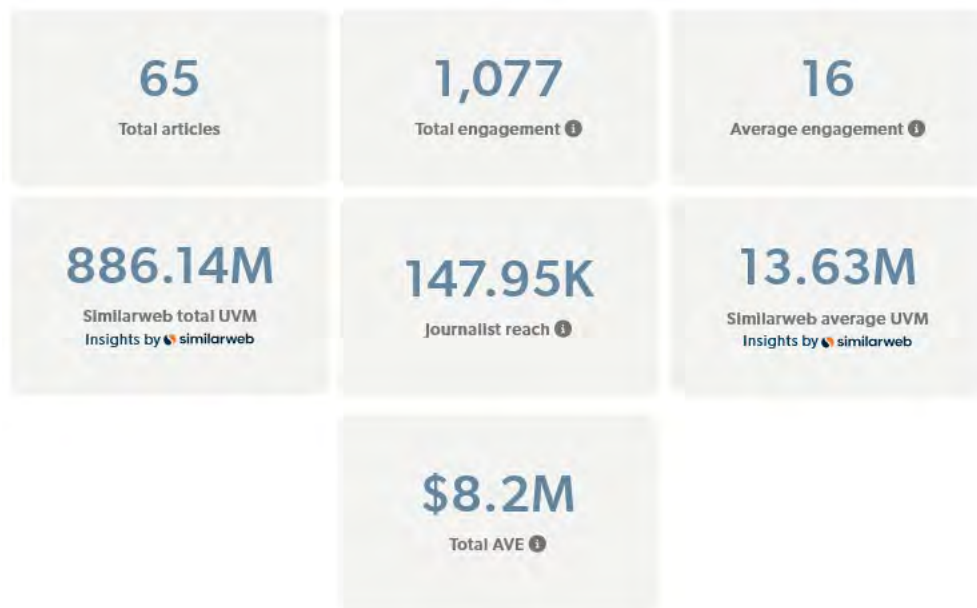 65
Total articles
1,077
Total engagement
16
Average engagement
886.14M
Similarweb total UVM
Insights by similarweb
147.95K
Journalist reach
13.63M
Similarweb average UVM
Insights by similarweb
$8.2M
Total AVE